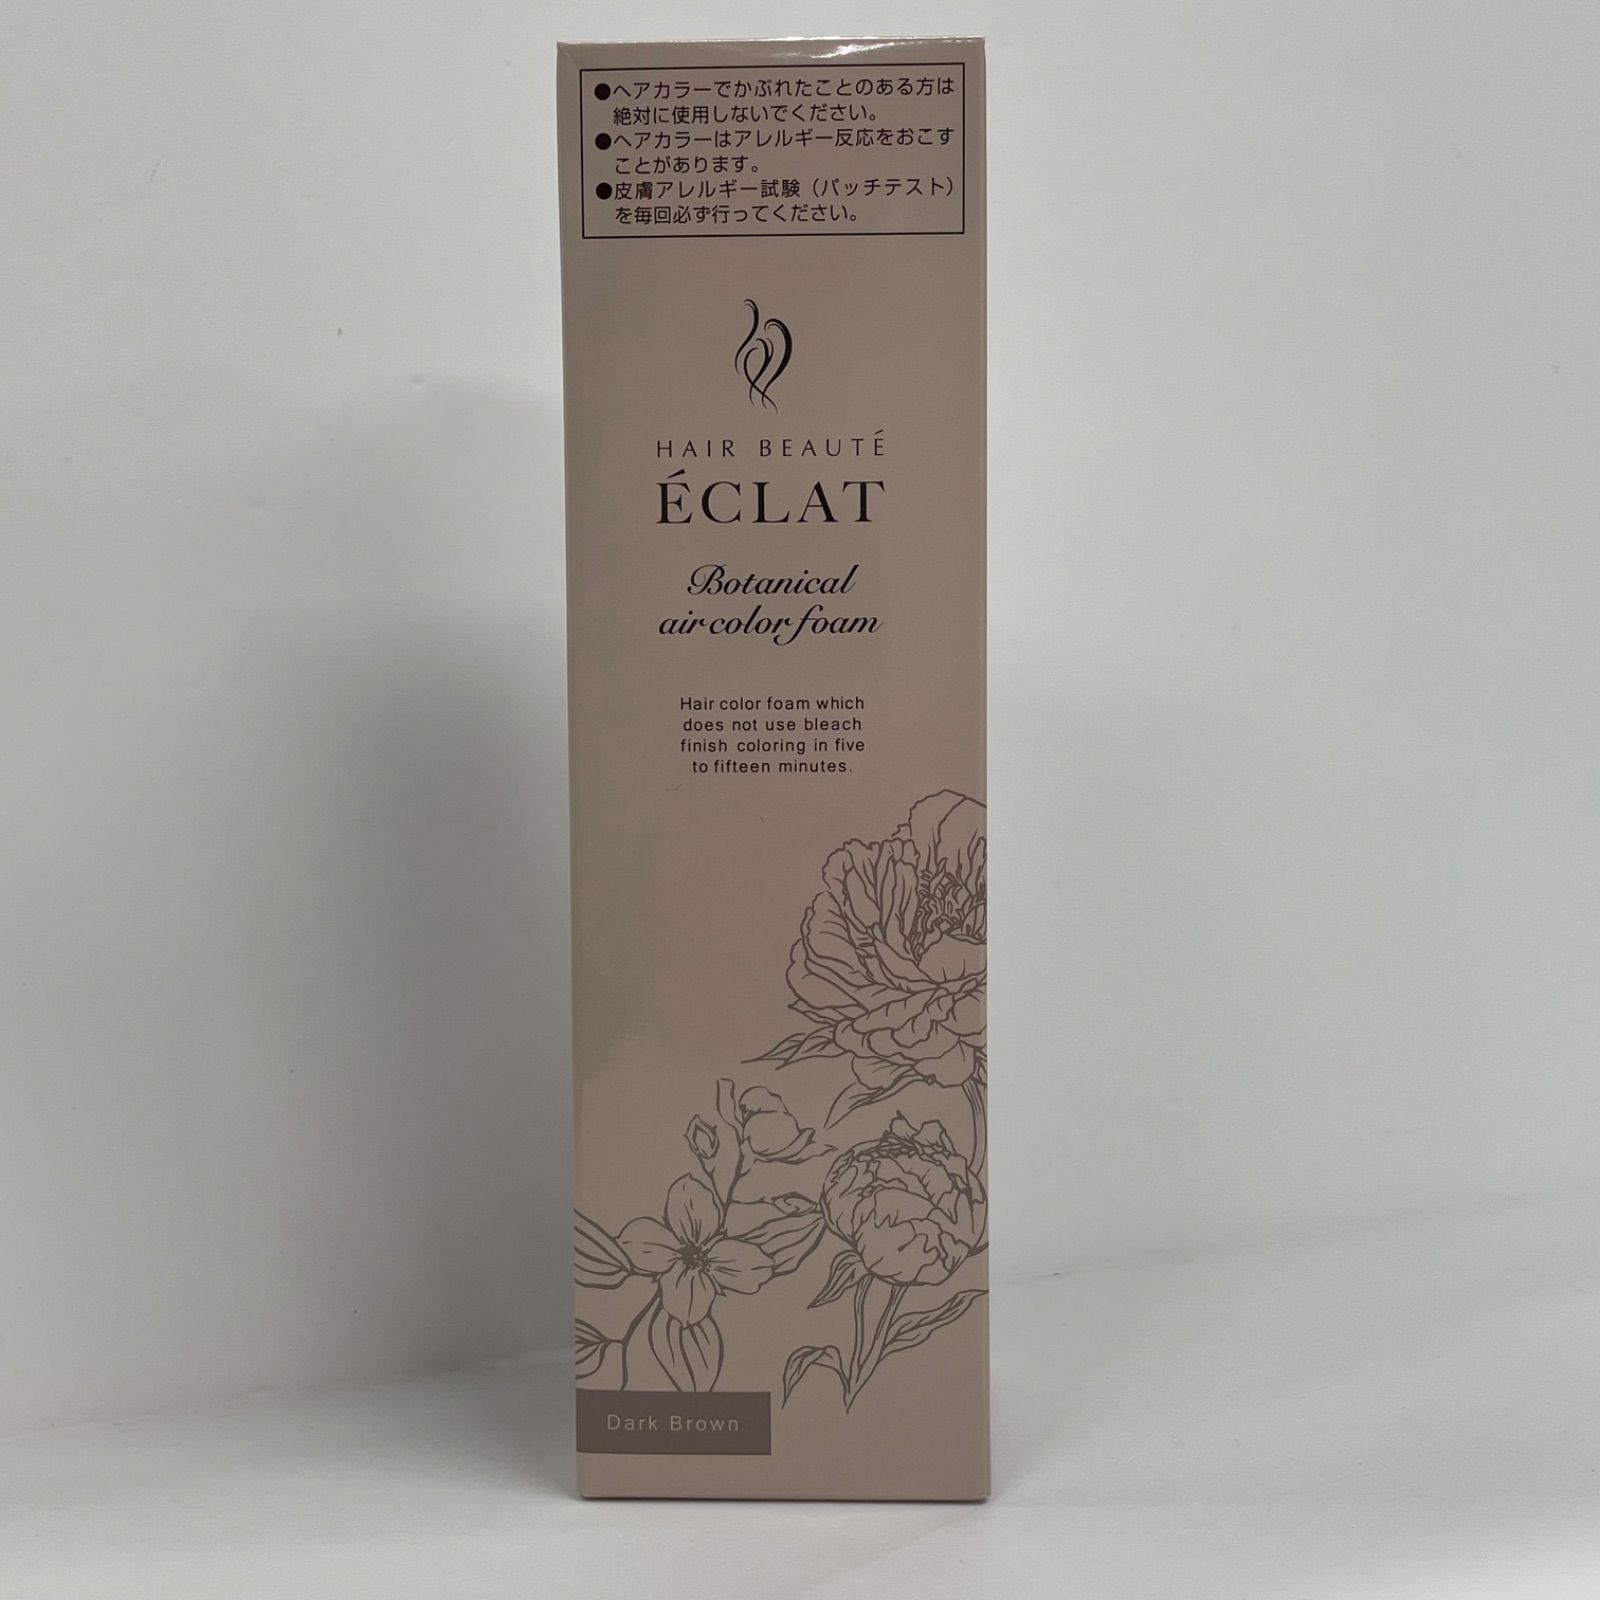 ●ヘアカラーでかぶれたことのある方は
絶対に使用しないでください。
●ヘアカラーはアレルギー反応をおこす
ことがあります。
●皮膚アレルギー試験（パッチテスト）
を毎回必ず行ってください。
HAIR BEAUTÉ
ÉCLAT
Botanical
air color foam
Hair color foam which
does not use bleach
finish coloring in five
to fifteen minutes.
Dark Brown